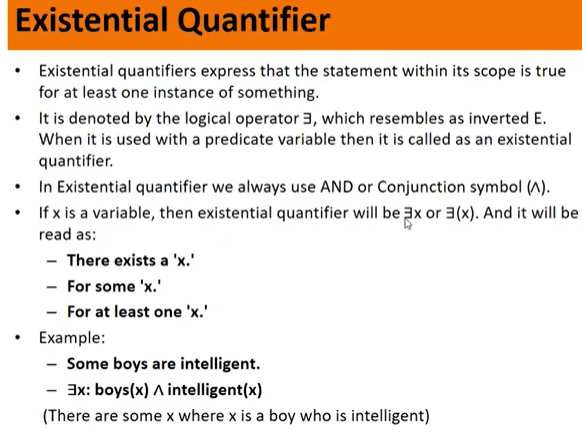 Existential Quantifier
• Existential quantifiers express that the statement within its scope is true
for at least one instance of something.
• It is denoted by the logical operator ∃, which resembles as inverted E.
When it is used with a predicate variable then it is called as an existential
quantifier.
• In Existential quantifier we always use AND or Conjunction symbol (∧).
• If x is a variable, then existential quantifier will be ∃x or ∃(x). And it will be
read as:
– There exists a 'x.'
– For some 'x.'
– For at least one 'x.'
• Example:
– Some boys are intelligent.
– ∃x: boys(x) ∧ intelligent(x)
(There are some x where x is a boy who is intelligent)